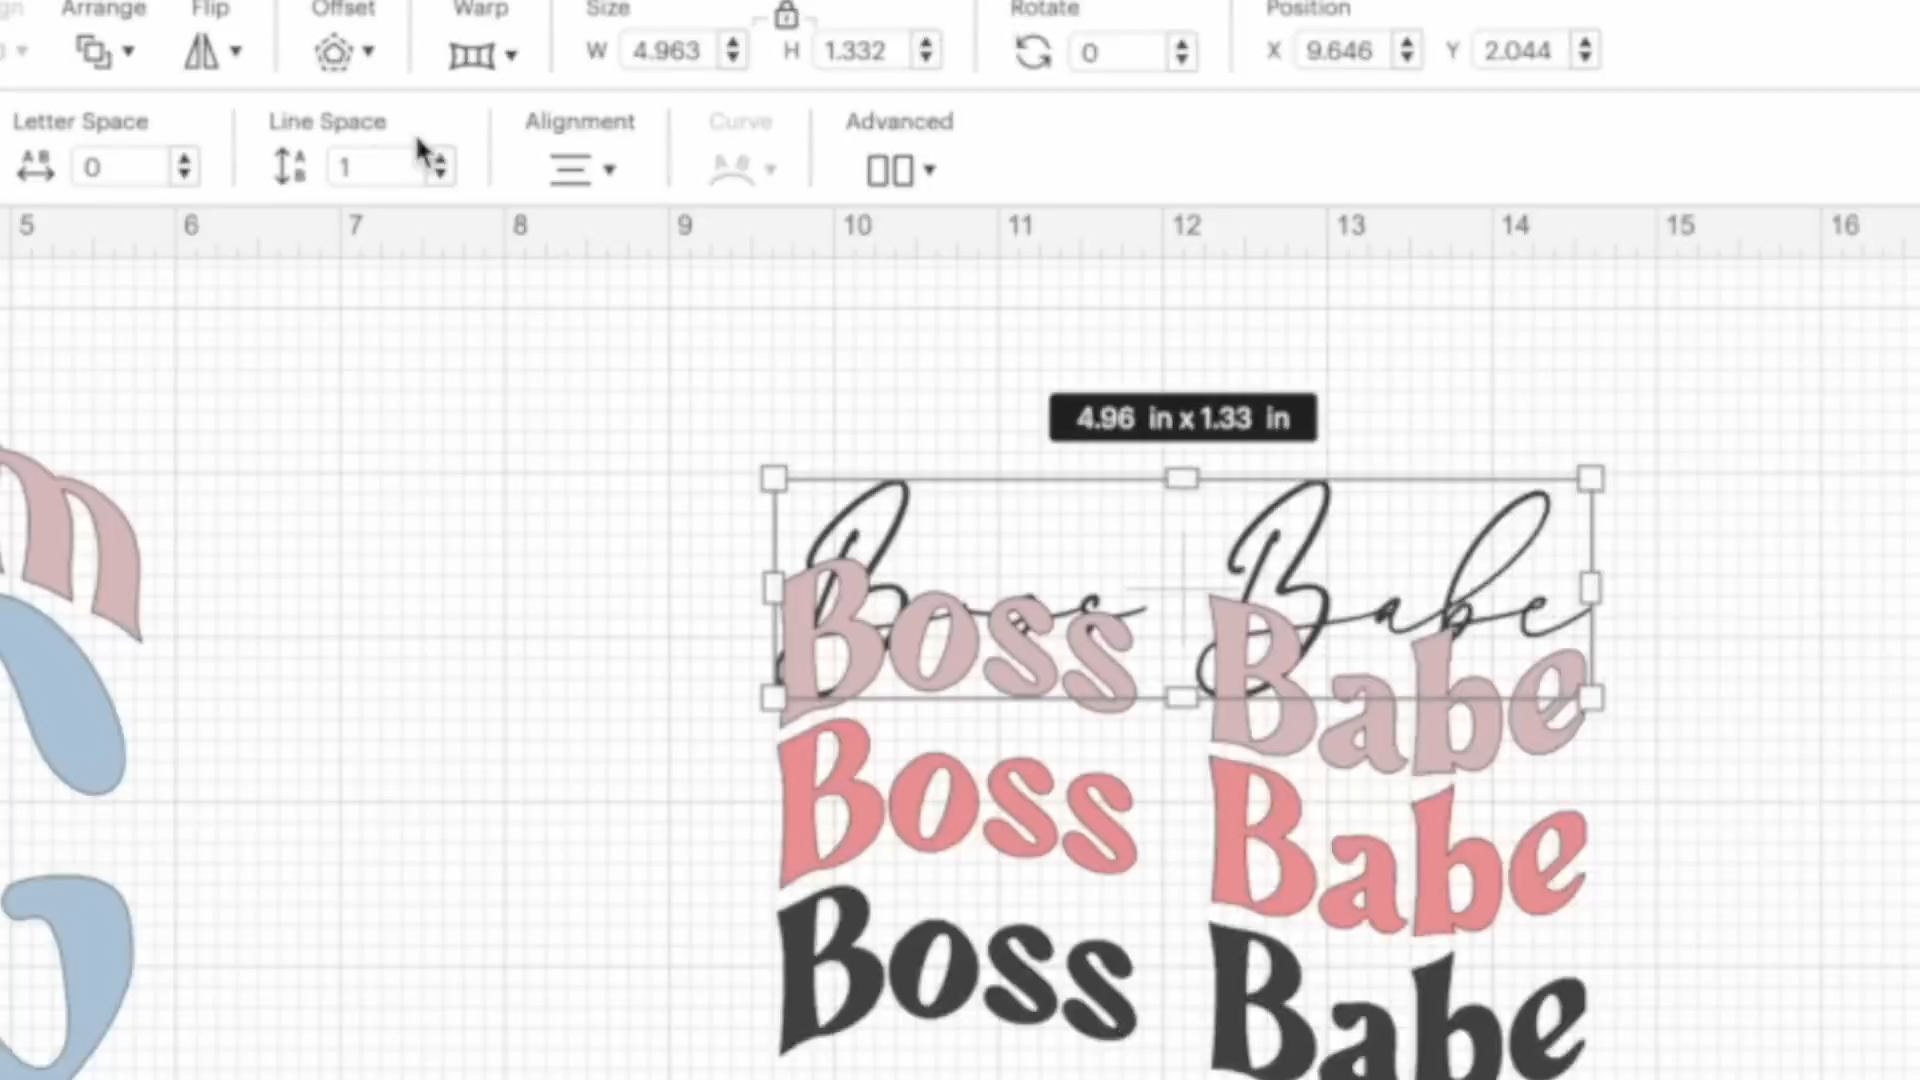 Arrange Flip Offset Warp Size Rotate Position
W 4.963 H 1.332 0 X 9.646 Y 2.044
Letter Space Line Space Alignment Curve Advanced
A B 0 A B 1 A B
5 6 7 8 9 10 11 12 13 14 15 16
4.96 in x 1.33 in
Boss Babe
Boss Babe
Boss Babe
Boss Babe